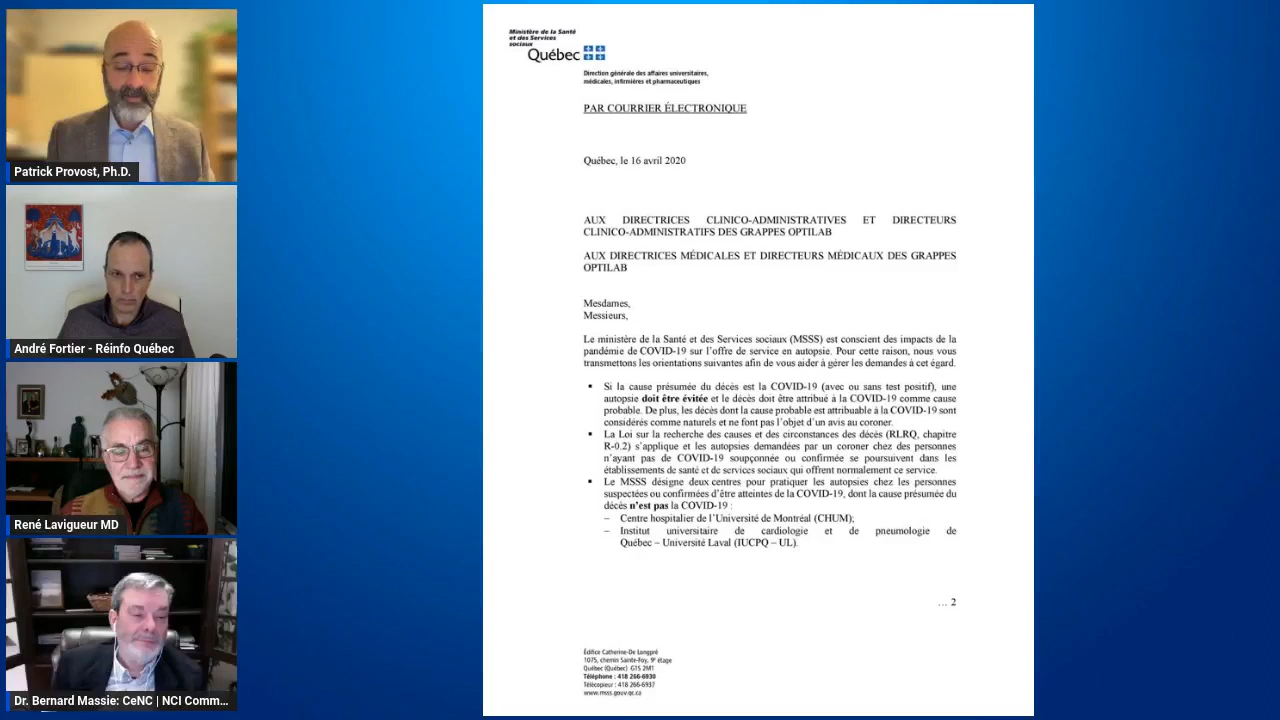 Patrick Provost, Ph.D.
André Fortier - Réinfo Québec
René Lavigueur MD
Dr. Bernard Massie: CeNC | NCI Comm...
Ministère de la Santé
et des Services
sociaux
Québec
Direction générale des affaires universitaires,
médicales, infirmières et pharmaceutiques
PAR COURRIER ÉLECTRONIQUE
Québec, le 16 avril 2020
AUX DIRECTRICES CLINICO-ADMINISTRATIVES ET DIRECTEURS
CLINICO-ADMINISTRATIFS DES GRAPPES OPTILAB
AUX DIRECTRICES MÉDICALES ET DIRECTEURS MÉDICAUX DES GRAPPES
OPTILAB
Mesdames,
Messieurs,
Le ministère de la Santé et des Services sociaux (MSSS) est conscient des impacts de la
pandémie de COVID-19 sur l'offre de service en autopsie. Pour cette raison, nous vous
transmettons les orientations suivantes afin de vous aider à gérer les demandes à cet égard.
▪ Si la cause présumée du décès est la COVID-19 (avec ou sans test positif), une
autopsie doit être évitée et le décès doit être attribué à la COVID-19 comme cause
probable. De plus, les décès dont la cause probable est attribuable à la COVID-19 sont
considérés comme naturels et ne font pas l'objet d'un avis au coroner.
▪ La Loi sur la recherche des causes et des circonstances des décès (RLRQ, chapitre
R-0.2) s'applique et les autopsies demandées par un coroner chez des personnes
n'ayant pas de COVID-19 soupçonnée ou confirmée se poursuivent dans les
établissements de santé et de services sociaux qui offrent normalement ce service.
▪ Le MSSS désigne deux centres pour pratiquer les autopsies chez les personnes
suspectées ou confirmées d'être atteintes de la COVID-19, dont la cause présumée du
décès n'est pas la COVID-19 :
– Centre hospitalier de l'Université de Montréal (CHUM);
– Institut universitaire de cardiologie et de pneumologie de
Québec – Université Laval (IUCPQ – UL).
... 2
Édifice Catherine-De Longpré
1075, chemin Sainte-Foy, 9e étage
Québec (Québec) G1S 2M1
Téléphone : 418 266-6930
Télécopieur : 418 266-6937
www.msss.gouv.qc.ca